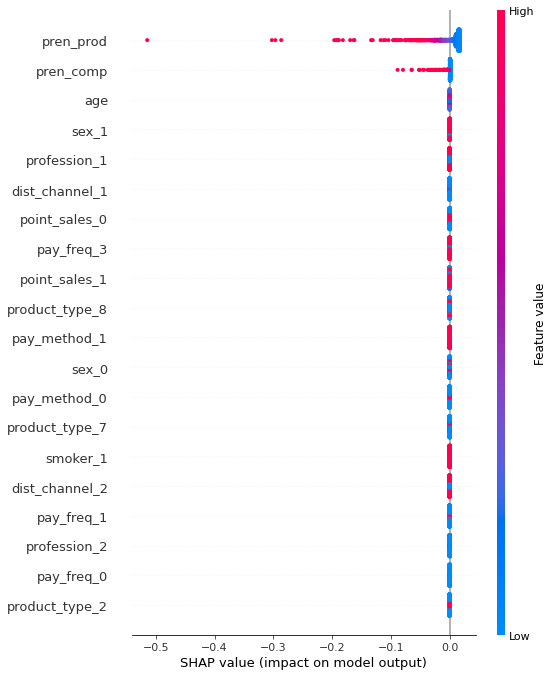 High
pren_prod
pren_comp
age
sex_1
profession_1
dist_channel_1
point_sales_0
pay_freq_3
point_sales_1
product_type_8
pay_method_1
sex_0
pay_method_0
product_type_7
smoker_1
dist_channel_2
pay_freq_1
profession_2
pay_freq_0
product_type_2
Feature value
Low
−0.5 −0.4 −0.3 −0.2 −0.1 0.0
SHAP value (impact on model output)